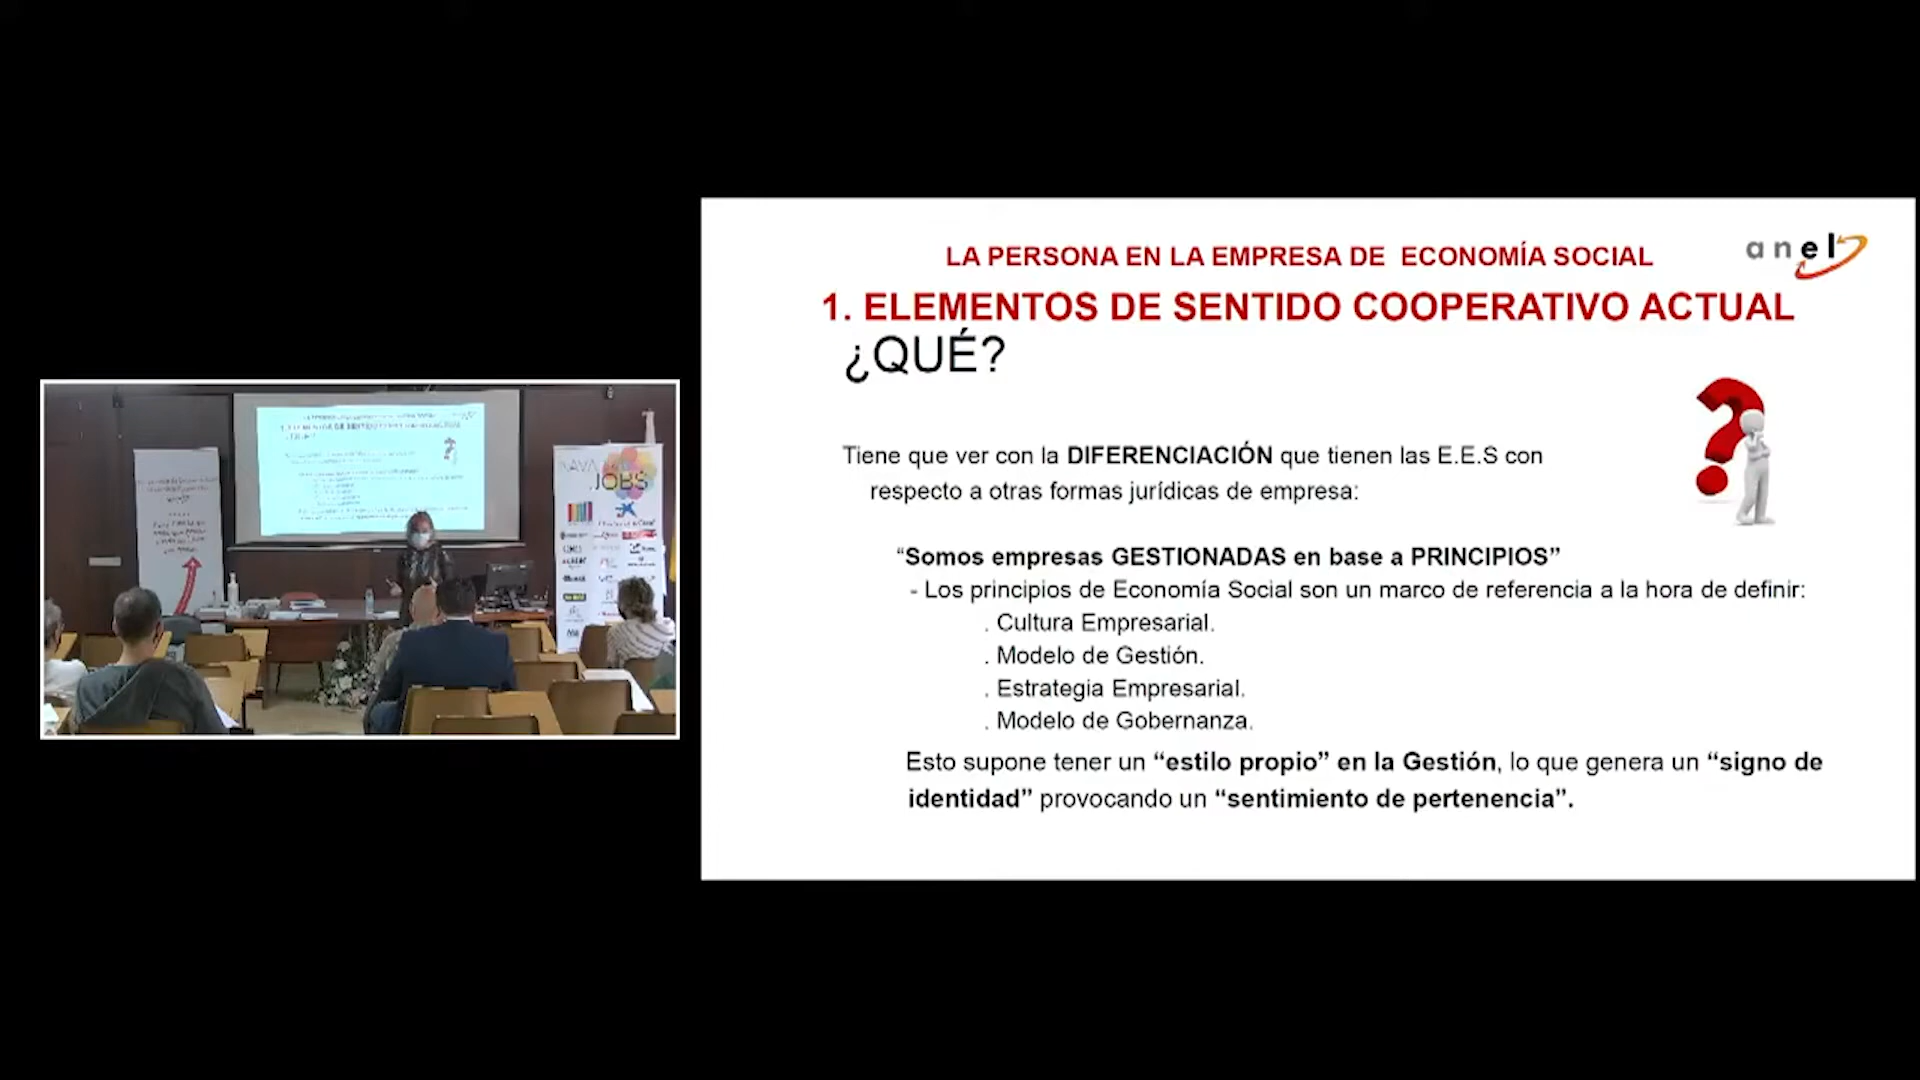 LA PERSONA EN LA EMPRESA DE ECONOMÍA SOCIAL
anel
1. ELEMENTOS DE SENTIDO COOPERATIVO ACTUAL
¿QUÉ?
Tiene que ver con la DIFERENCIACIÓN que tienen las E.E.S con
respecto a otras formas jurídicas de empresa:
“Somos empresas GESTIONADAS en base a PRINCIPIOS”
- Los principios de Economía Social son un marco de referencia a la hora de definir:
. Cultura Empresarial.
. Modelo de Gestión.
. Estrategia Empresarial.
. Modelo de Gobernanza.
Esto supone tener un “estilo propio” en la Gestión, lo que genera un “signo de
identidad” provocando un “sentimiento de pertenencia”.
NAVA
JOBS